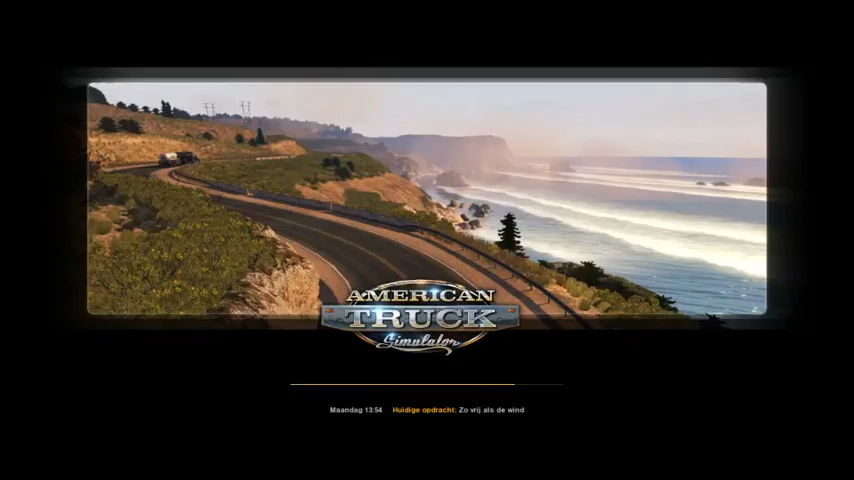 AMERICAN
TRUCK
Simulator
Maandag 13:54 Huidige opdracht: Zo vrij als de wind